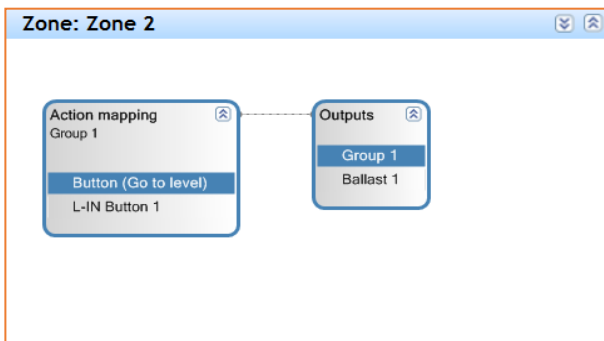 Zone: Zone 2
Action mapping
Group 1
Button (Go to level)
L-IN Button 1
Outputs
Group 1
Ballast 1